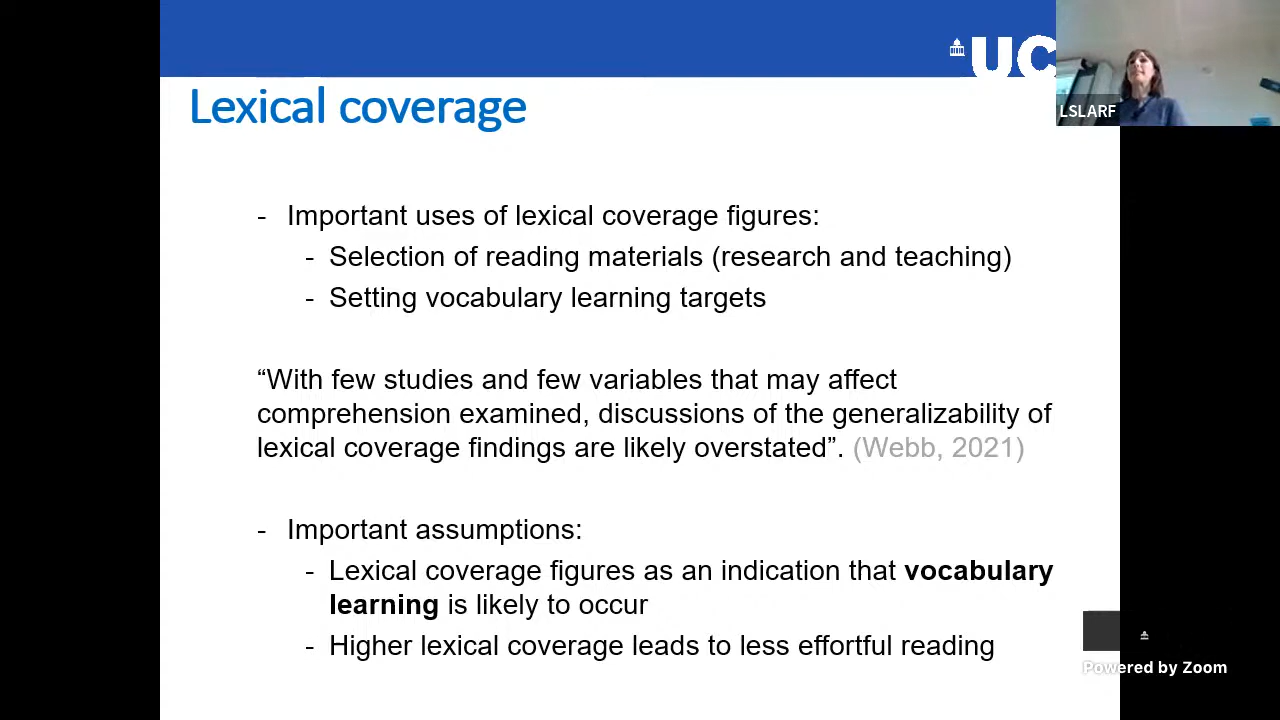 UC
LSLARF
Lexical coverage
- Important uses of lexical coverage figures:
- Selection of reading materials (research and teaching)
- Setting vocabulary learning targets
“With few studies and few variables that may affect
comprehension examined, discussions of the generalizability of
lexical coverage findings are likely overstated”. (Webb, 2021)
- Important assumptions:
- Lexical coverage figures as an indication that vocabulary
learning is likely to occur
- Higher lexical coverage leads to less effortful reading
Powered by Zoom